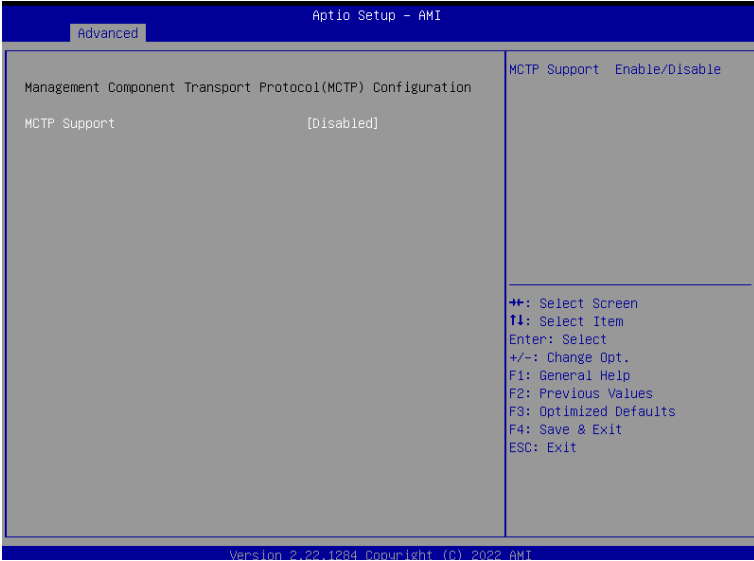 Aptio Setup – AMI
Advanced
Management Component Transport Protocol(MCTP) Configuration
MCTP Support [Disabled]
MCTP Support Enable/Disable
→←: Select Screen
↑↓: Select Item
Enter: Select
+/-: Change Opt.
F1: General Help
F2: Previous Values
F3: Optimized Defaults
F4: Save & Exit
ESC: Exit
Version 2.22.1284 Copyright (C) 2022 AMI